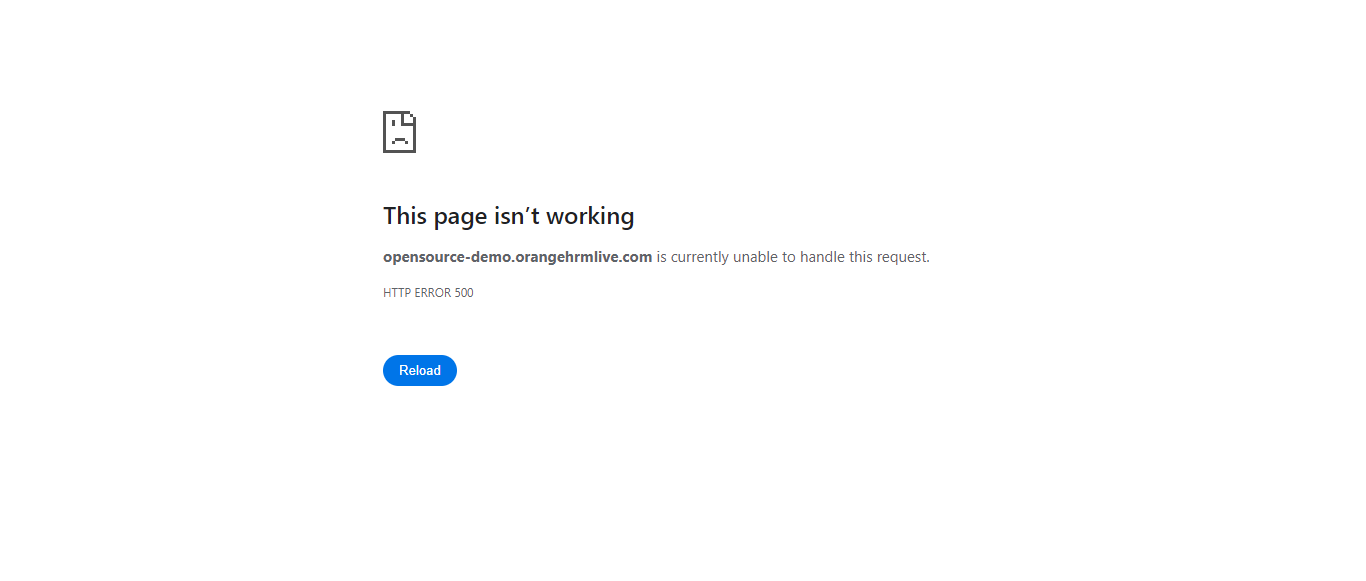 This page isn’t working
opensource-demo.orangehrmlive.com is currently unable to handle this request.
HTTP ERROR 500
Reload